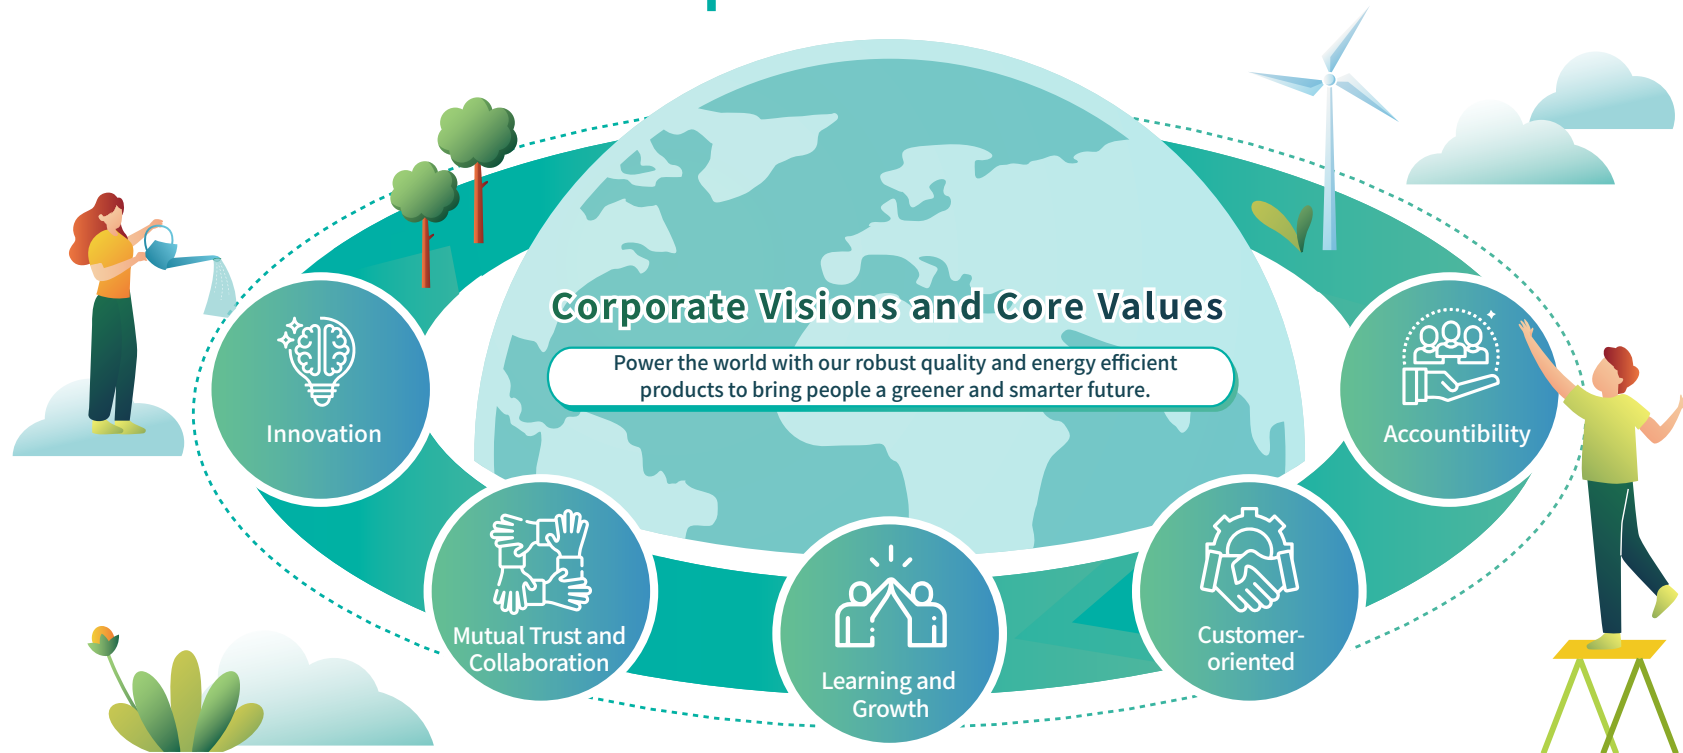 Corporate Visions and Core Values
Power the world with our robust quality and energy efficient
products to bring people a greener and smarter future.
Innovation
Mutual Trust and
Collaboration
Learning and
Growth
Customer-
oriented
Accountibility